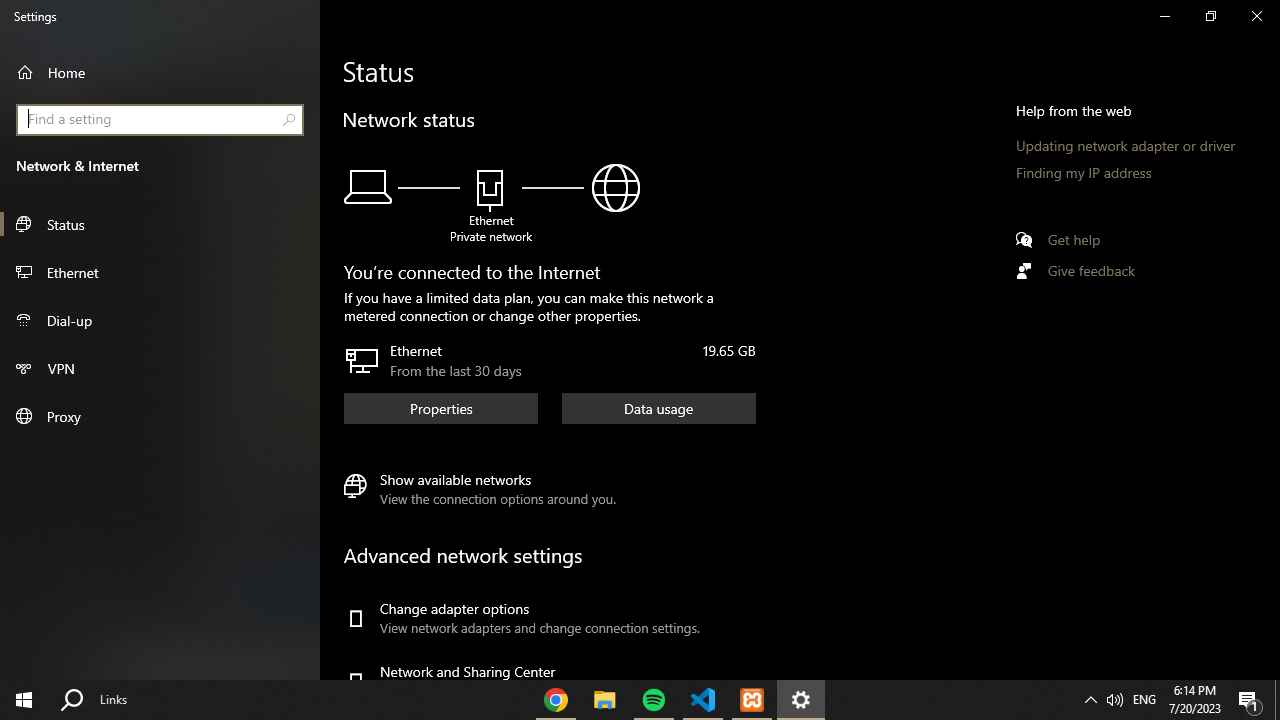 Settings
Home
Find a setting
Network & Internet
Status
Ethernet
Dial-up
VPN
Proxy
Status
Network status
Ethernet
Private network
You’re connected to the Internet
If you have a limited data plan, you can make this network a
metered connection or change other properties.
Ethernet 19.65 GB
From the last 30 days
Properties Data usage
Show available networks
View the connection options around you.
Advanced network settings
Change adapter options
View network adapters and change connection settings.
Network and Sharing Center
Help from the web
Updating network adapter or driver
Finding my IP address
Get help
Give feedback
Links
ENG
6:14 PM
7/20/2023
1